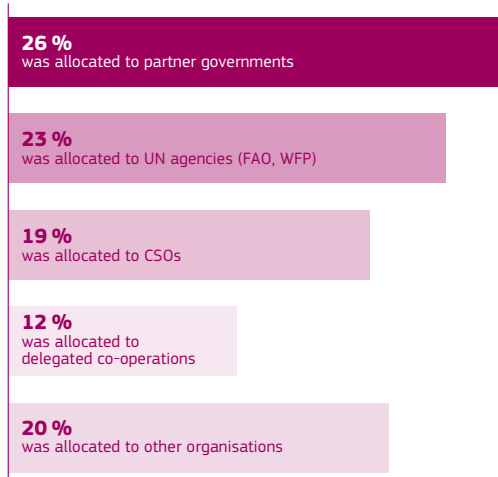 26 %
was allocated to partner governments
23 %
was allocated to UN agencies (FAO, WFP)
19 %
was allocated to CSOs
12 %
was allocated to
delegated co-operations
20 %
was allocated to other organisations